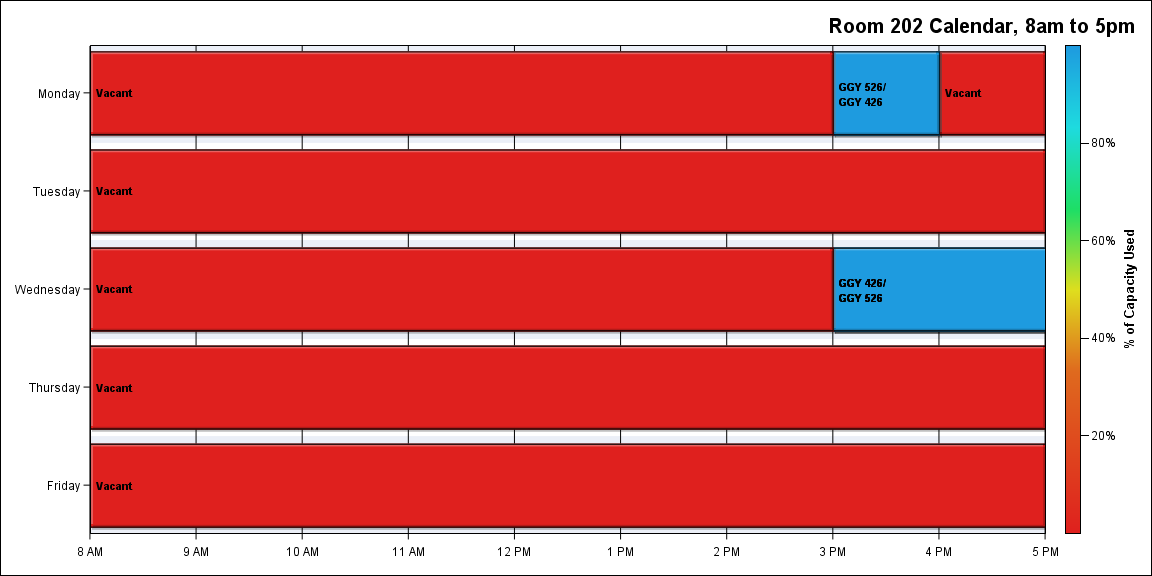 Room 202 Calendar, 8am to 5pm
Monday
Vacant
GGY 526/
GGY 426
Vacant
Tuesday
Vacant
Wednesday
Vacant
GGY 426/
GGY 526
Thursday
Vacant
Friday
Vacant
8 AM 9 AM 10 AM 11 AM 12 PM 1 PM 2 PM 3 PM 4 PM 5 PM
80%
60%
40%
20%
% of Capacity Used